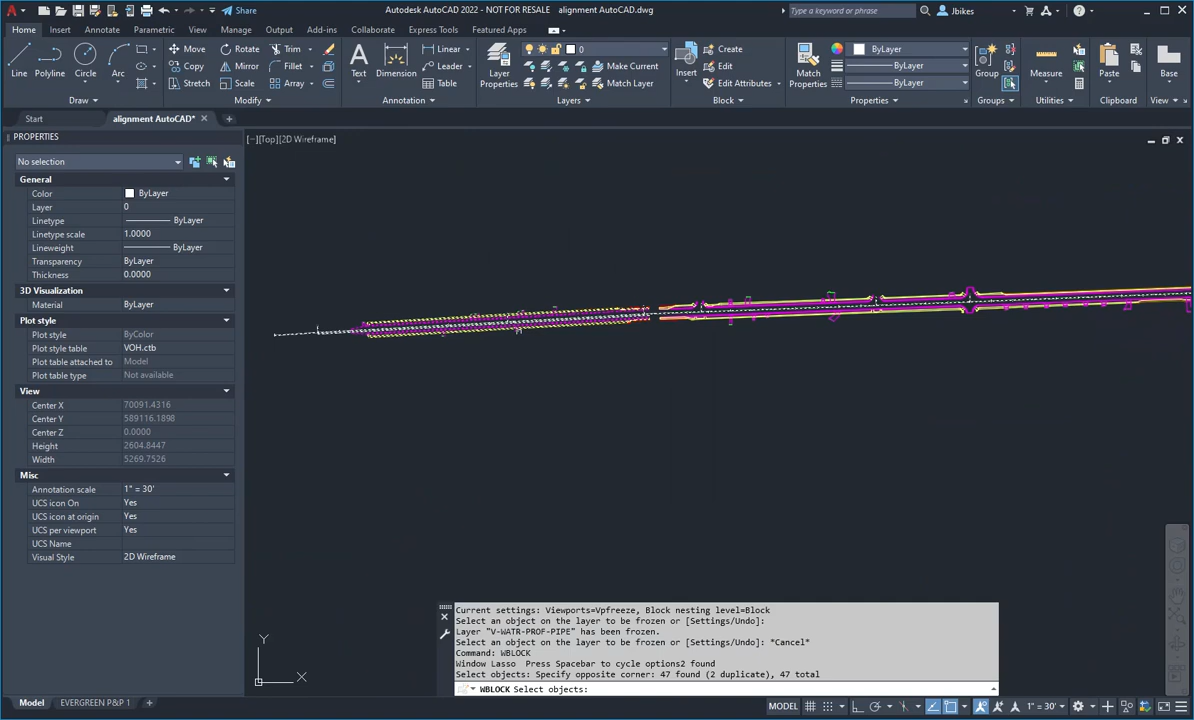 Share
Autodesk AutoCAD 2022 - NOT FOR RESALE alignment AutoCAD.dwg
Type a keyword or phrase
Jbikes
Home Insert Annotate Parametric View Manage Output Add-ins Collaborate Express Tools Featured Apps
Line Polyline Circle Arc
Move Rotate Trim
Copy Mirror Fillet
Stretch Scale
Text Dimension
Linear
Leader
Table
Layer Properties
0
Make Current
Match Layer
Insert
Create
Edit
Edit Attributes
Match Properties
ByLayer
ByLayer
ByLayer
Group
Measure
Paste
Base
Draw Modify Annotation Layers Block Properties Groups Utilities Clipboard View
Start alignment AutoCAD*
PROPERTIES
[−][Top][2D Wireframe]
No selection
General
Color ByLayer
Layer 0
Linetype ByLayer
Linetype scale 1.0000
Lineweight ByLayer
Transparency ByLayer
Thickness 0.0000
3D Visualization
Material ByLayer
Plot style
Plot style ByColor
Plot style table VOH.ctb
Plot table attached to Model
Plot table type Not available
View
Center X 70091.4316
Center Y 589116.1898
Center Z 0.0000
Height 2604.8447
Width 5269.7526
Misc
Annotation scale 1" = 30'
UCS icon On Yes
UCS icon at origin Yes
UCS per viewport Yes
UCS Name
Visual Style 2D Wireframe
Y
X
Current settings: Viewports=Vpfreeze, Block nesting level=Block
Select an object on the layer to be frozen or [Settings/Undo]:
Layer "V-WATR-PROF-PIPE" has been frozen.
Select an object on the layer to be frozen or [Settings/Undo]: *Cancel*
Command: WBLOCK
Window Lasso Press Spacebar to cycle options2 found
Select objects: Specify opposite corner: 47 found (2 duplicate), 47 total
WBLOCK Select objects:
Model EVERGREEN P&P 1
MODEL 1" = 30'